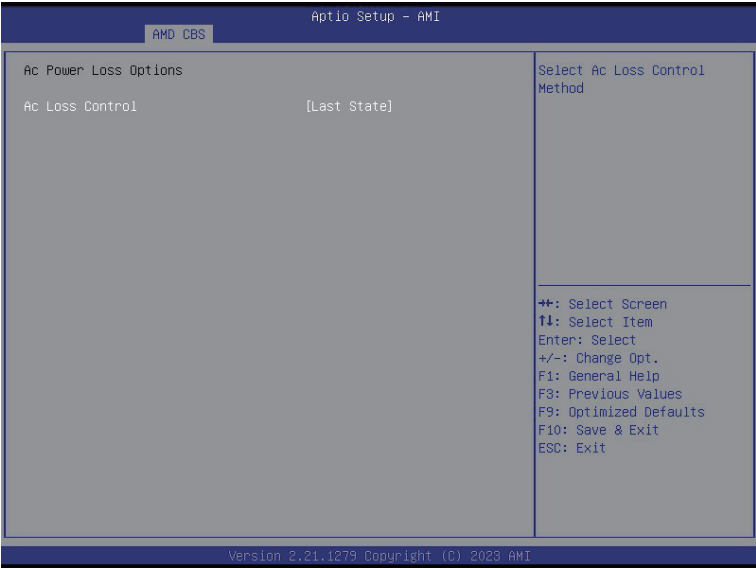 Aptio Setup – AMI
AMD CBS
Ac Power Loss Options
Ac Loss Control [Last State]
Select Ac Loss Control
Method
→←: Select Screen
↑↓: Select Item
Enter: Select
+/-: Change Opt.
F1: General Help
F3: Previous Values
F9: Optimized Defaults
F10: Save & Exit
ESC: Exit
Version 2.21.1279 Copyright (C) 2023 AMI